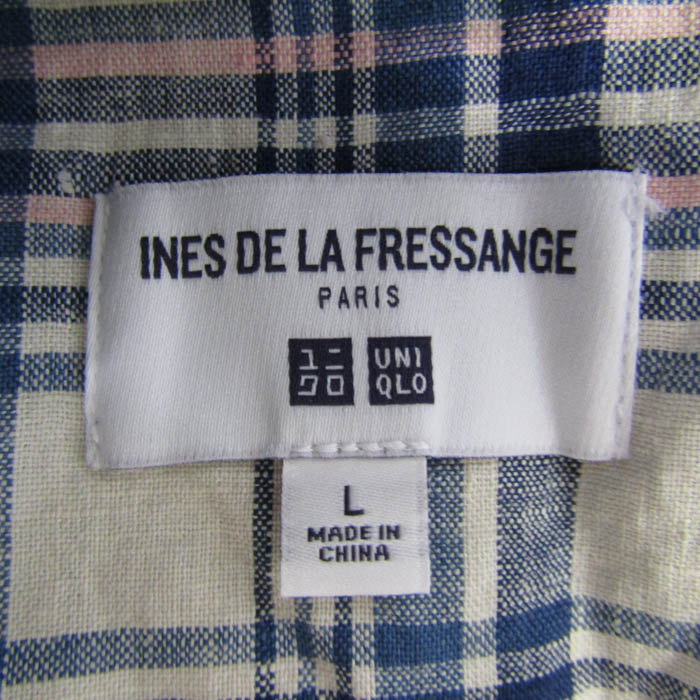 INES DE LA FRESSANGE
PARIS
ユニ UNI
クロ QLO
L
MADE IN
CHINA